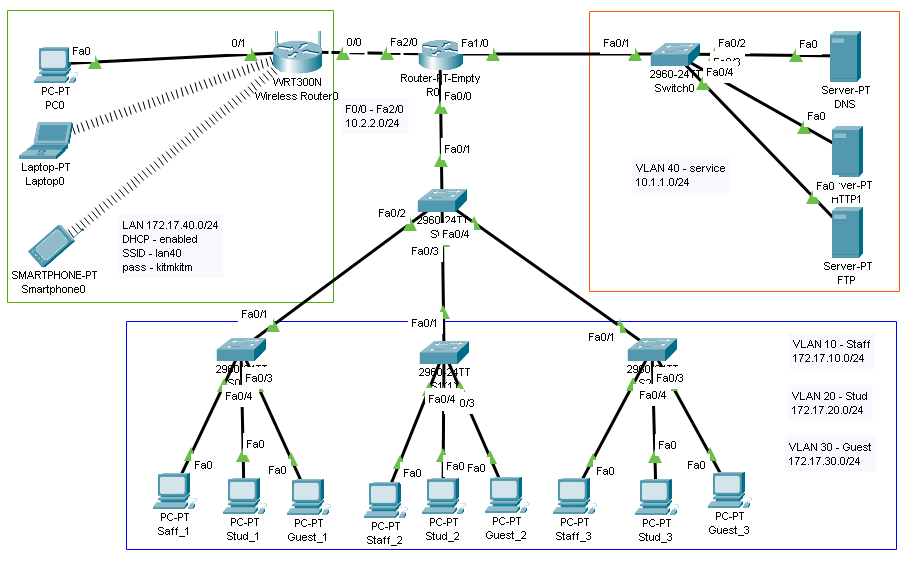 Fa0
0/1
PC-PT
PC0
WRT300N
Wireless Router0
0/0
Fa2/0
Fa1/0
Router-PT-Empty
R0
Fa0/0
F0/0 - Fa2/0
10.2.2.0/24
Fa0/1
Fa0/2
Fa0/4
2960-24TT
Switch0
Fa0
Server-PT
DNS
Fa0
HTTP1
Fa0
Server-PT
FTP
VLAN 40 - service
10.1.1.0/24
Laptop-PT
Laptop0
SMARTPHONE-PT
Smartphone0
LAN 172.17.40.0/24
DHCP - enabled
SSID - lan40
pass - kitmkitm
Fa0/1
Fa0/2
Fa0/4
Fa0/3
Fa0/1
Fa0/1
Fa0/1
Fa0/3
Fa0/4
Fa0/4
0/3
Fa0/3
Fa0/4
VLAN 10 - Staff
172.17.10.0/24
VLAN 20 - Stud
172.17.20.0/24
VLAN 30 - Guest
172.17.30.0/24
Fa0
Fa0
Fa0
Fa0
Fa0
Fa0
Fa0
Fa0
Fa0
PC-PT
Saff_1
PC-PT
Stud_1
PC-PT
Guest_1
PC-PT
Staff_2
PC-PT
Stud_2
PC-PT
Guest_2
PC-PT
Staff_3
PC-PT
Stud_3
PC-PT
Guest_3